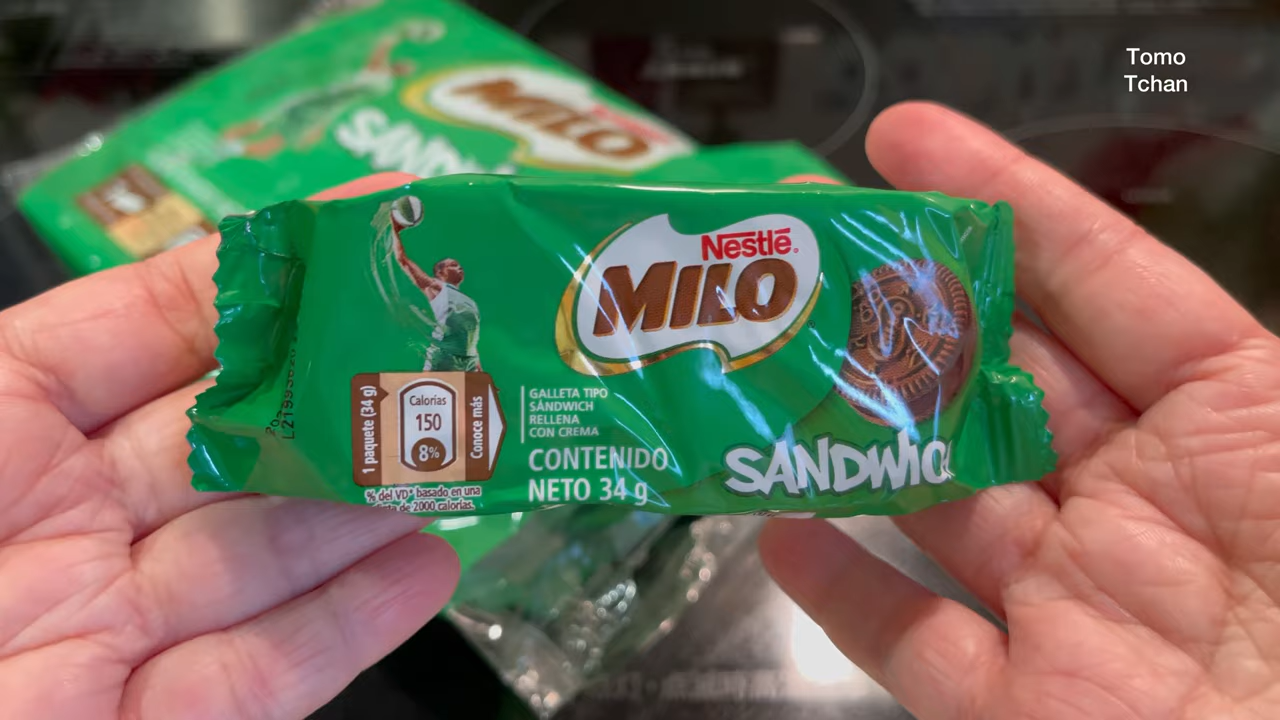 Tomo
Tchan
MILO
SANDW
Nestlé®
MILO
GALLETA TIPO
SÁNDWICH
RELLENA
CON CREMA
CONTENIDO
NETO 34 g
SANDWIC
1 paquete (34 g)
Calorías
150
8%
Conoce más
% del VD* basado en una
de 2000 calorías.